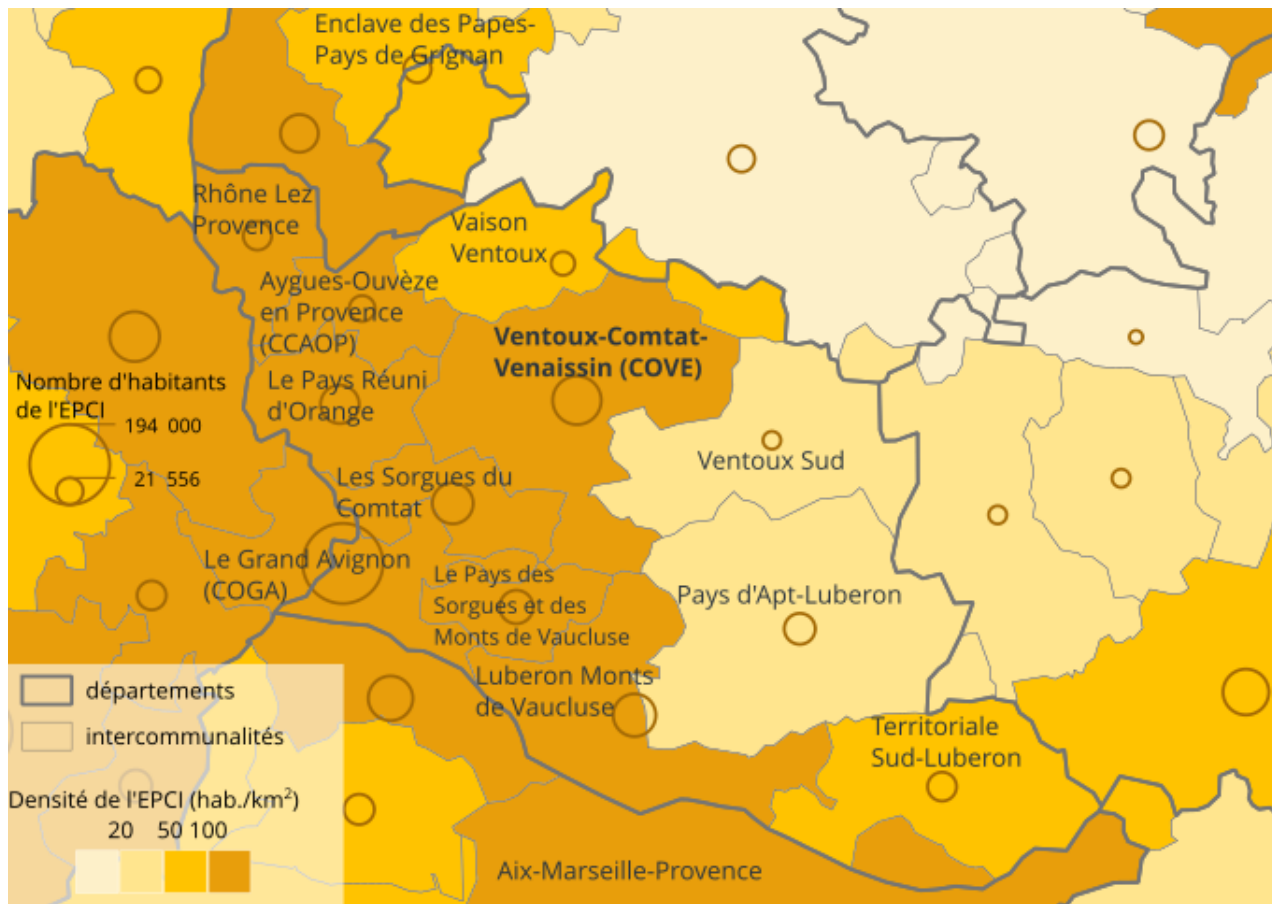 Enclave des Papes-
Pays de Grignan
Rhône Lez
Provence
Vaison
Ventoux
Aygues-Ouvèze
en Provence
(CCAOP)
Ventoux-Comtat-
Venaissin (COVE)
Le Pays Réuni
d'Orange
Nombre d'habitants
de l'EPCI
194 000
21 556
Ventoux Sud
Les Sorgues du
Comtat
Le Grand Avignon
(COGA)
Le Pays des
Sorgues et des
Monts de Vaucluse
Pays d'Apt-Luberon
Luberon Monts
de Vaucluse
départements
intercommunalités
Territoriale
Sud-Luberon
Densité de l'EPCI (hab./km²)
20 50 100
Aix-Marseille-Provence